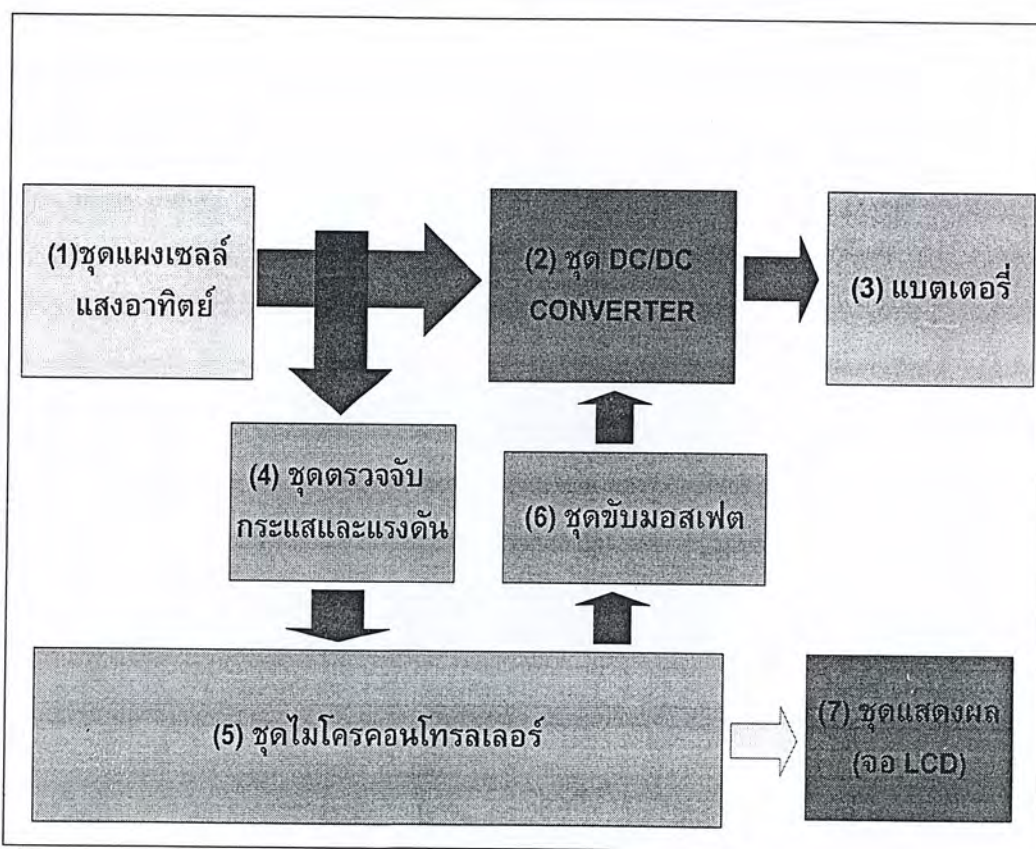 (1)ชุดแผงเซลล์
แสงอาทิตย์
(2) ชุด DC/DC
CONVERTER
(3) แบตเตอรี่
(4) ชุดตรวจจับ
กระแสและแรงดัน
(6) ชุดขับมอสเฟต
(5) ชุดไมโครคอนโทรลเลอร์
(7) ชุดแสดงผล
(จอ LCD)